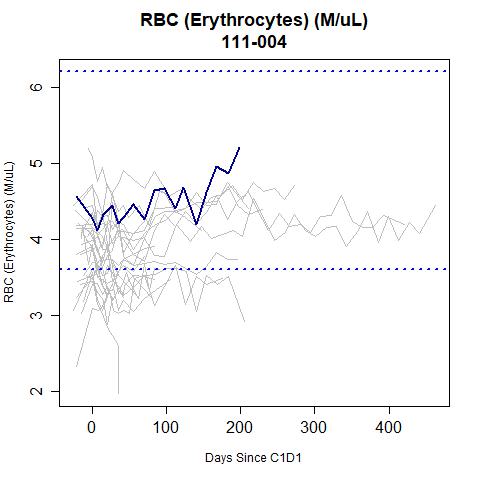 RBC (Erythrocytes) (M/uL)
111-004
6
5
4
3
2
RBC (Erythrocytes) (M/uL)
0 100 200 300 400
Days Since C1D1